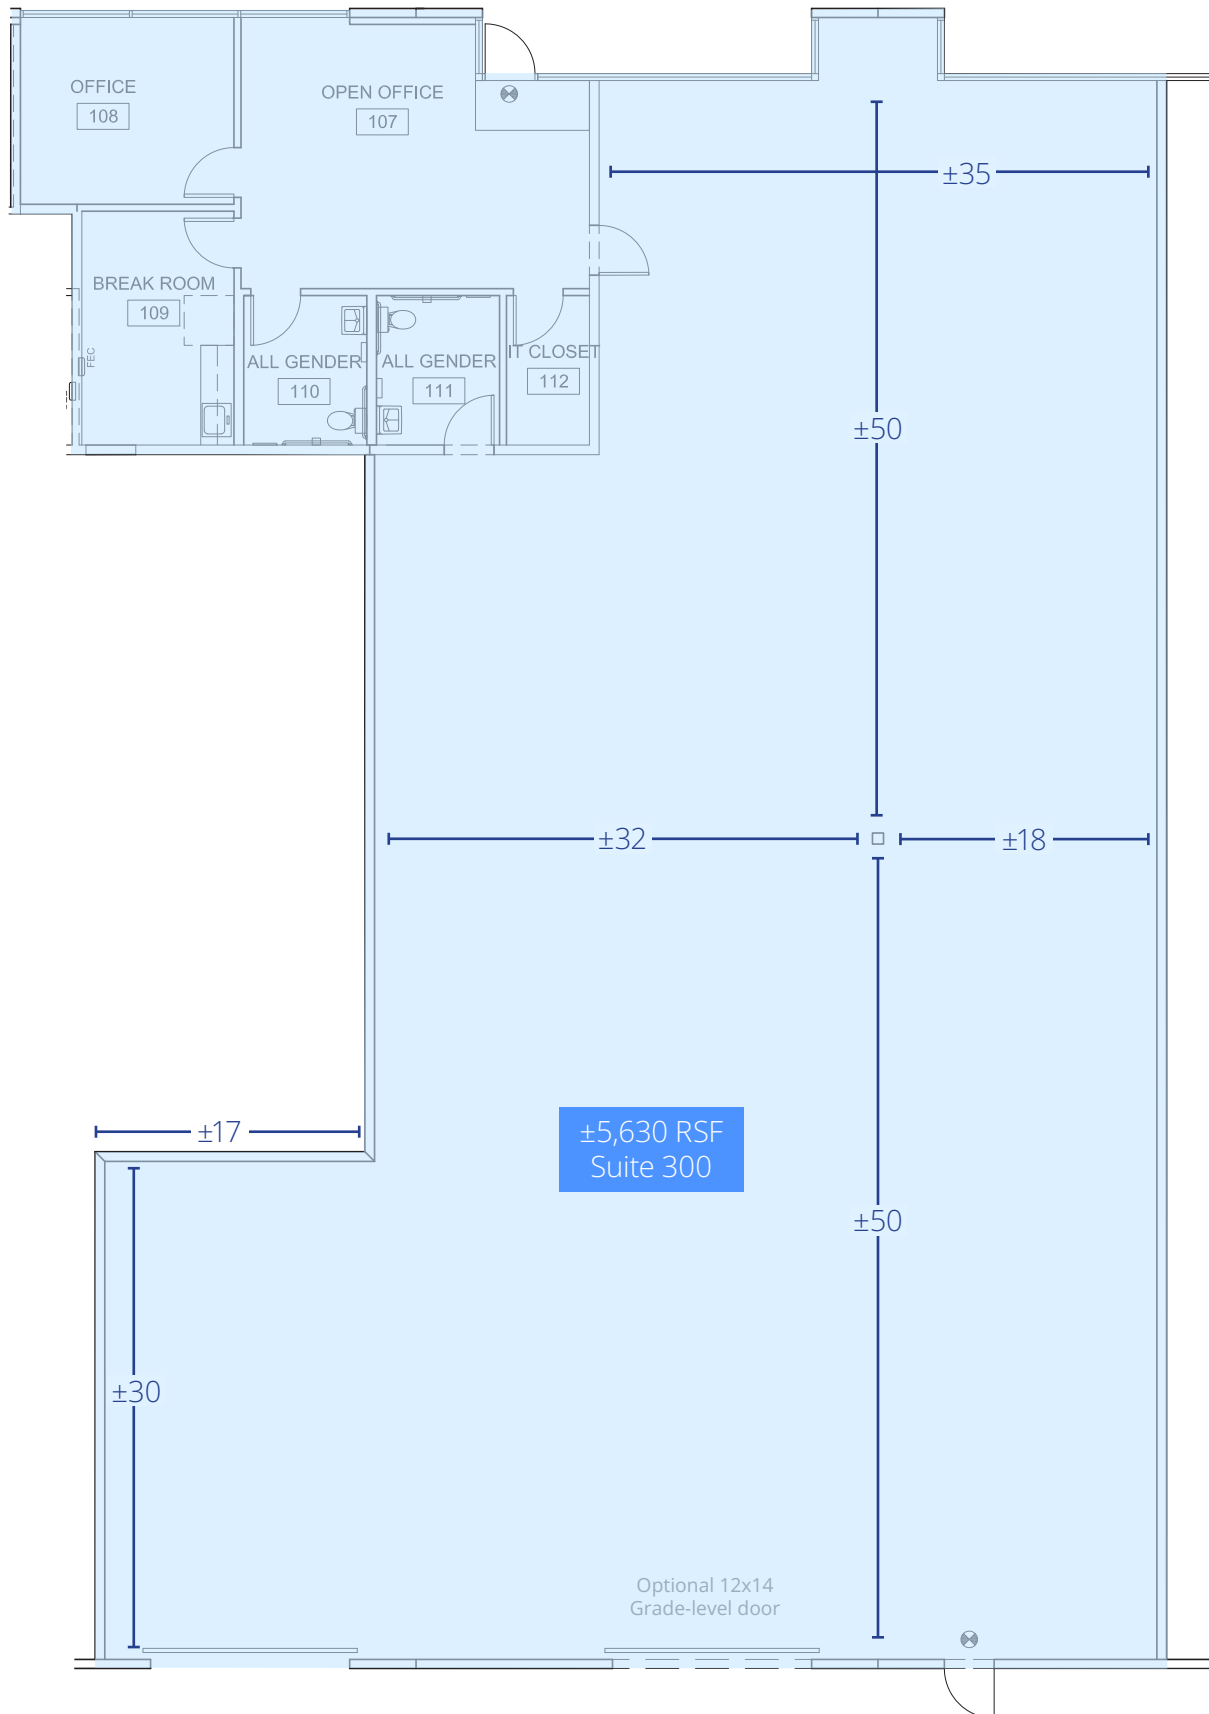 OFFICE
108
OPEN OFFICE
107
±35
BREAK ROOM
109
FEC
ALL GENDER
110
ALL GENDER
111
IT CLOSET
112
±50
±32
±18
±17
±5,630 RSF
Suite 300
±50
±30
Optional 12x14
Grade-level door